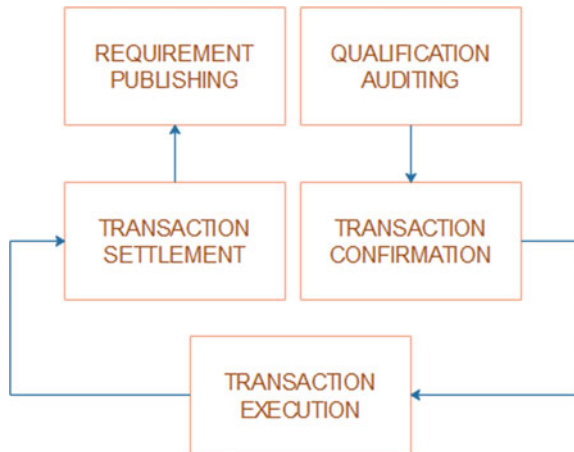 REQUIREMENT
PUBLISHING
QUALIFICATION
AUDITING
TRANSACTION
SETTLEMENT
TRANSACTION
CONFIRMATION
TRANSACTION
EXECUTION